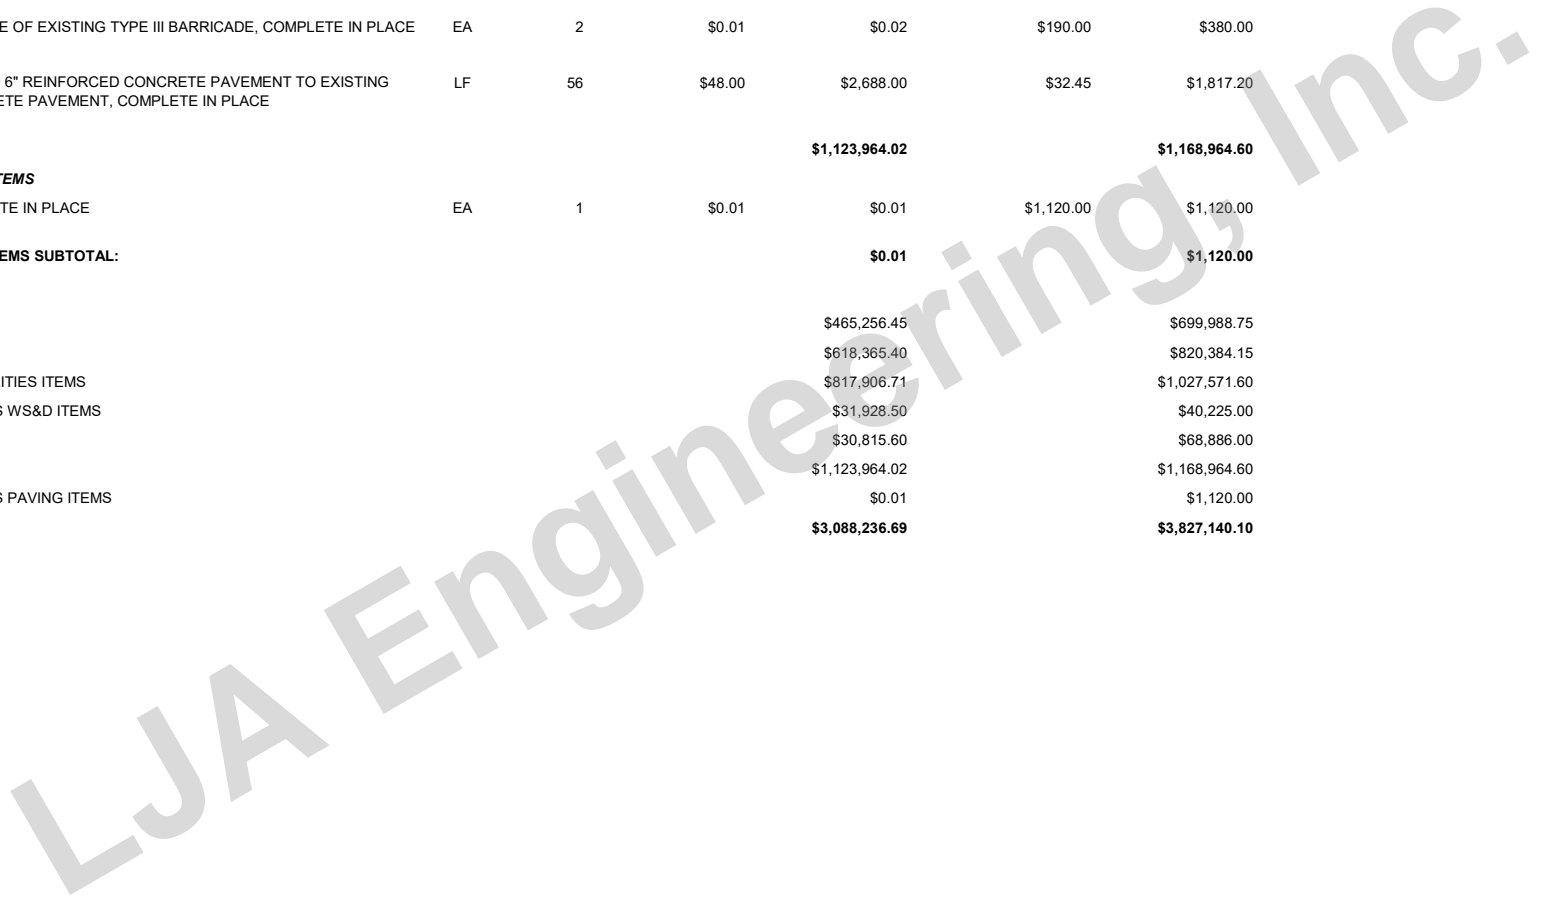 E OF EXISTING TYPE III BARRICADE, COMPLETE IN PLACE EA 2 $0.01 $0.02 $190.00 $380.00
6" REINFORCED CONCRETE PAVEMENT TO EXISTING LF 56 $48.00 $2,688.00 $32.45 $1,817.20
ETE PAVEMENT, COMPLETE IN PLACE
$1,123,964.02 $1,168,964.60
TEMS
TE IN PLACE EA 1 $0.01 $0.01 $1,120.00 $1,120.00
EMS SUBTOTAL: $0.01 $1,120.00
$465,256.45 $699,988.75
$618,365.40 $820,384.15
ITIES ITEMS $817,906.71 $1,027,571.60
S WS&D ITEMS $31,928.50 $40,225.00
$30,815.60 $68,886.00
$1,123,964.02 $1,168,964.60
S PAVING ITEMS $0.01 $1,120.00
$3,088,236.69 $3,827,140.10
LJA Engineering, Inc.